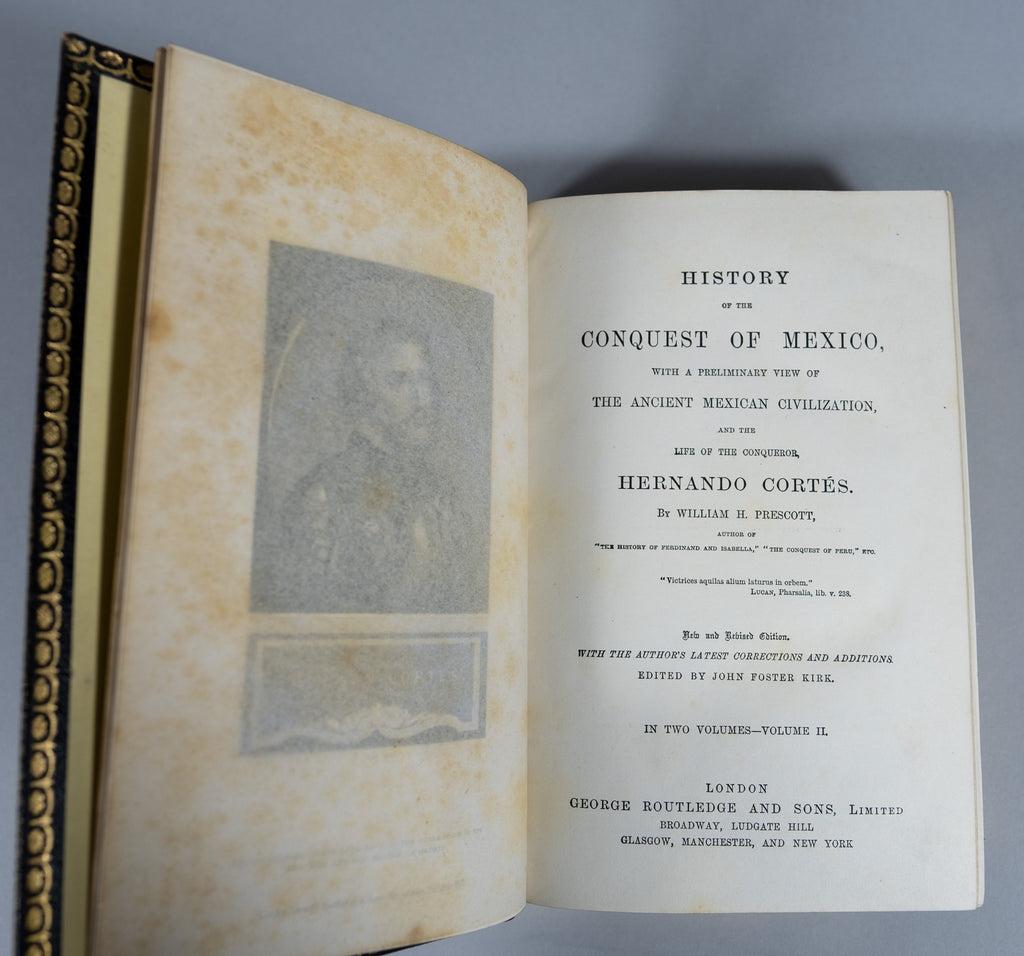 HISTORY
OF THE
CONQUEST OF MEXICO,
WITH A PRELIMINARY VIEW OF
THE ANCIENT MEXICAN CIVILIZATION,
AND THE
LIFE OF THE CONQUEROR,
HERNANDO CORTÉS.
BY WILLIAM H. PRESCOTT,
AUTHOR OF
"THE HISTORY OF FERDINAND AND ISABELLA," "THE CONQUEST OF PERU," ETC.
"Victrices aquilas alium laturus in orbem."
LUCAN, Pharsalia, lib. v. 238.
New and Revised Edition.
WITH THE AUTHOR'S LATEST CORRECTIONS AND ADDITIONS.
EDITED BY JOHN FOSTER KIRK.
IN TWO VOLUMES—VOLUME II.
LONDON
GEORGE ROUTLEDGE AND SONS, LIMITED
BROADWAY, LUDGATE HILL
GLASGOW, MANCHESTER, AND NEW YORK